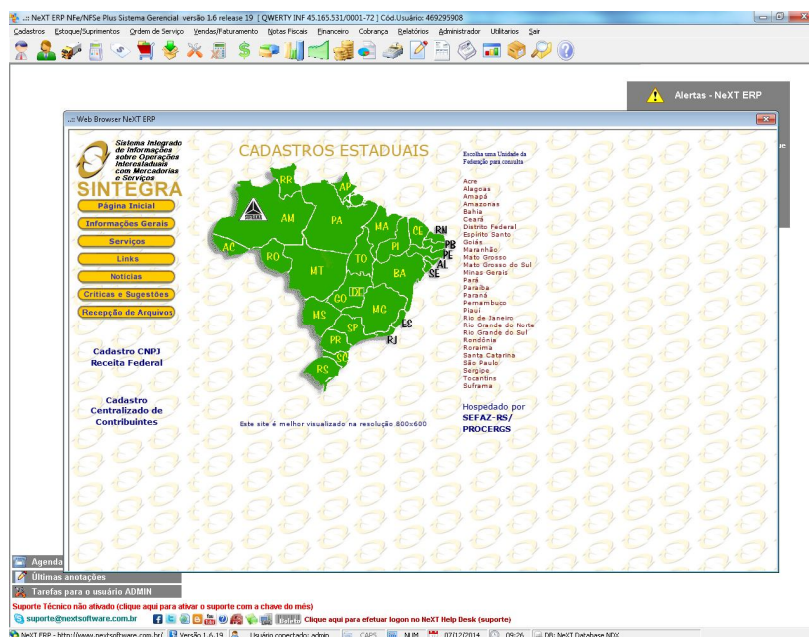 ..:: NeXT ERP NFe/NFSe Plus Sistema Gerencial versão 1.6 release 19 [ QWERTY INF 45.165.531/0001-72 ] Cód.Usuário: 469295908
Cadastros Estoque/Suprimentos Ordem de Serviço Vendas/Faturamento Notas Fiscais Financeiro Cobrança Relatórios Administrador Utilitarios Sair
Alertas - NeXT ERP
..:: Web Browser NeXT ERP
Sistema Integrado
de Informações
sobre Operações
Interestaduais
com Mercadorias
e Serviços
SINTEGRA
Página Inicial
Informações Gerais
Serviços
Links
Notícias
Críticas e Sugestões
Recepção de Arquivos
Cadastro CNPJ
Receita Federal
Cadastro
Centralizado de
Contribuintes
CADASTROS ESTADUAIS
RR
AP
SUFRAMA
AM
PA
MA
CE
RN
PB
PI
PE
AL
SE
AC
RO
TO
BA
MT
GO
DF
MG
MS
ES
SP
RJ
PR
SC
RS
Este site é melhor visualizado na resolução 800x600
Escolha uma Unidade da
Federação para consulta
Acre
Alagoas
Amapá
Amazonas
Bahia
Ceará
Distrito Federal
Espírito Santo
Goiás
Maranhão
Mato Grosso
Mato Grosso do Sul
Minas Gerais
Pará
Paraíba
Paraná
Pernambuco
Piauí
Rio de Janeiro
Rio Grande do Norte
Rio Grande do Sul
Rondônia
Roraima
Santa Catarina
São Paulo
Sergipe
Tocantins
Suframa
Hospedado por
SEFAZ-RS/
PROCERGS
Agenda
Últimas anotações
Tarefas para o usuário ADMIN
Suporte Técnico não ativado (clique aqui para ativar o suporte com a chave do mês)
suporte@nextsoftware.com.br Boleto Clique aqui para efetuar logon no NeXT Help Desk (suporte)
NeXT ERP - http://www.nextsoftware.com.br/ Versão 1.6.19 Usuário conectado: admin CAPS NUM 07/12/2014 09:26 DB: NeXT Database NDX